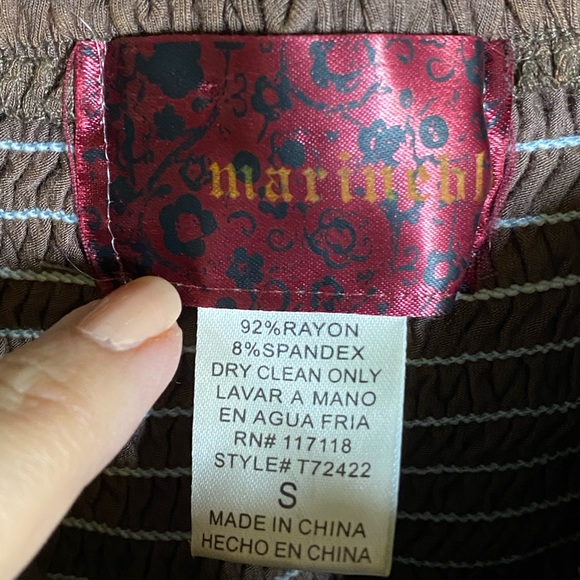 marinebl
92%RAYON
8%SPANDEX
DRY CLEAN ONLY
LAVAR A MANO
EN AGUA FRIA
RN# 117118
STYLE# T72422
S
MADE IN CHINA
HECHO EN CHINA